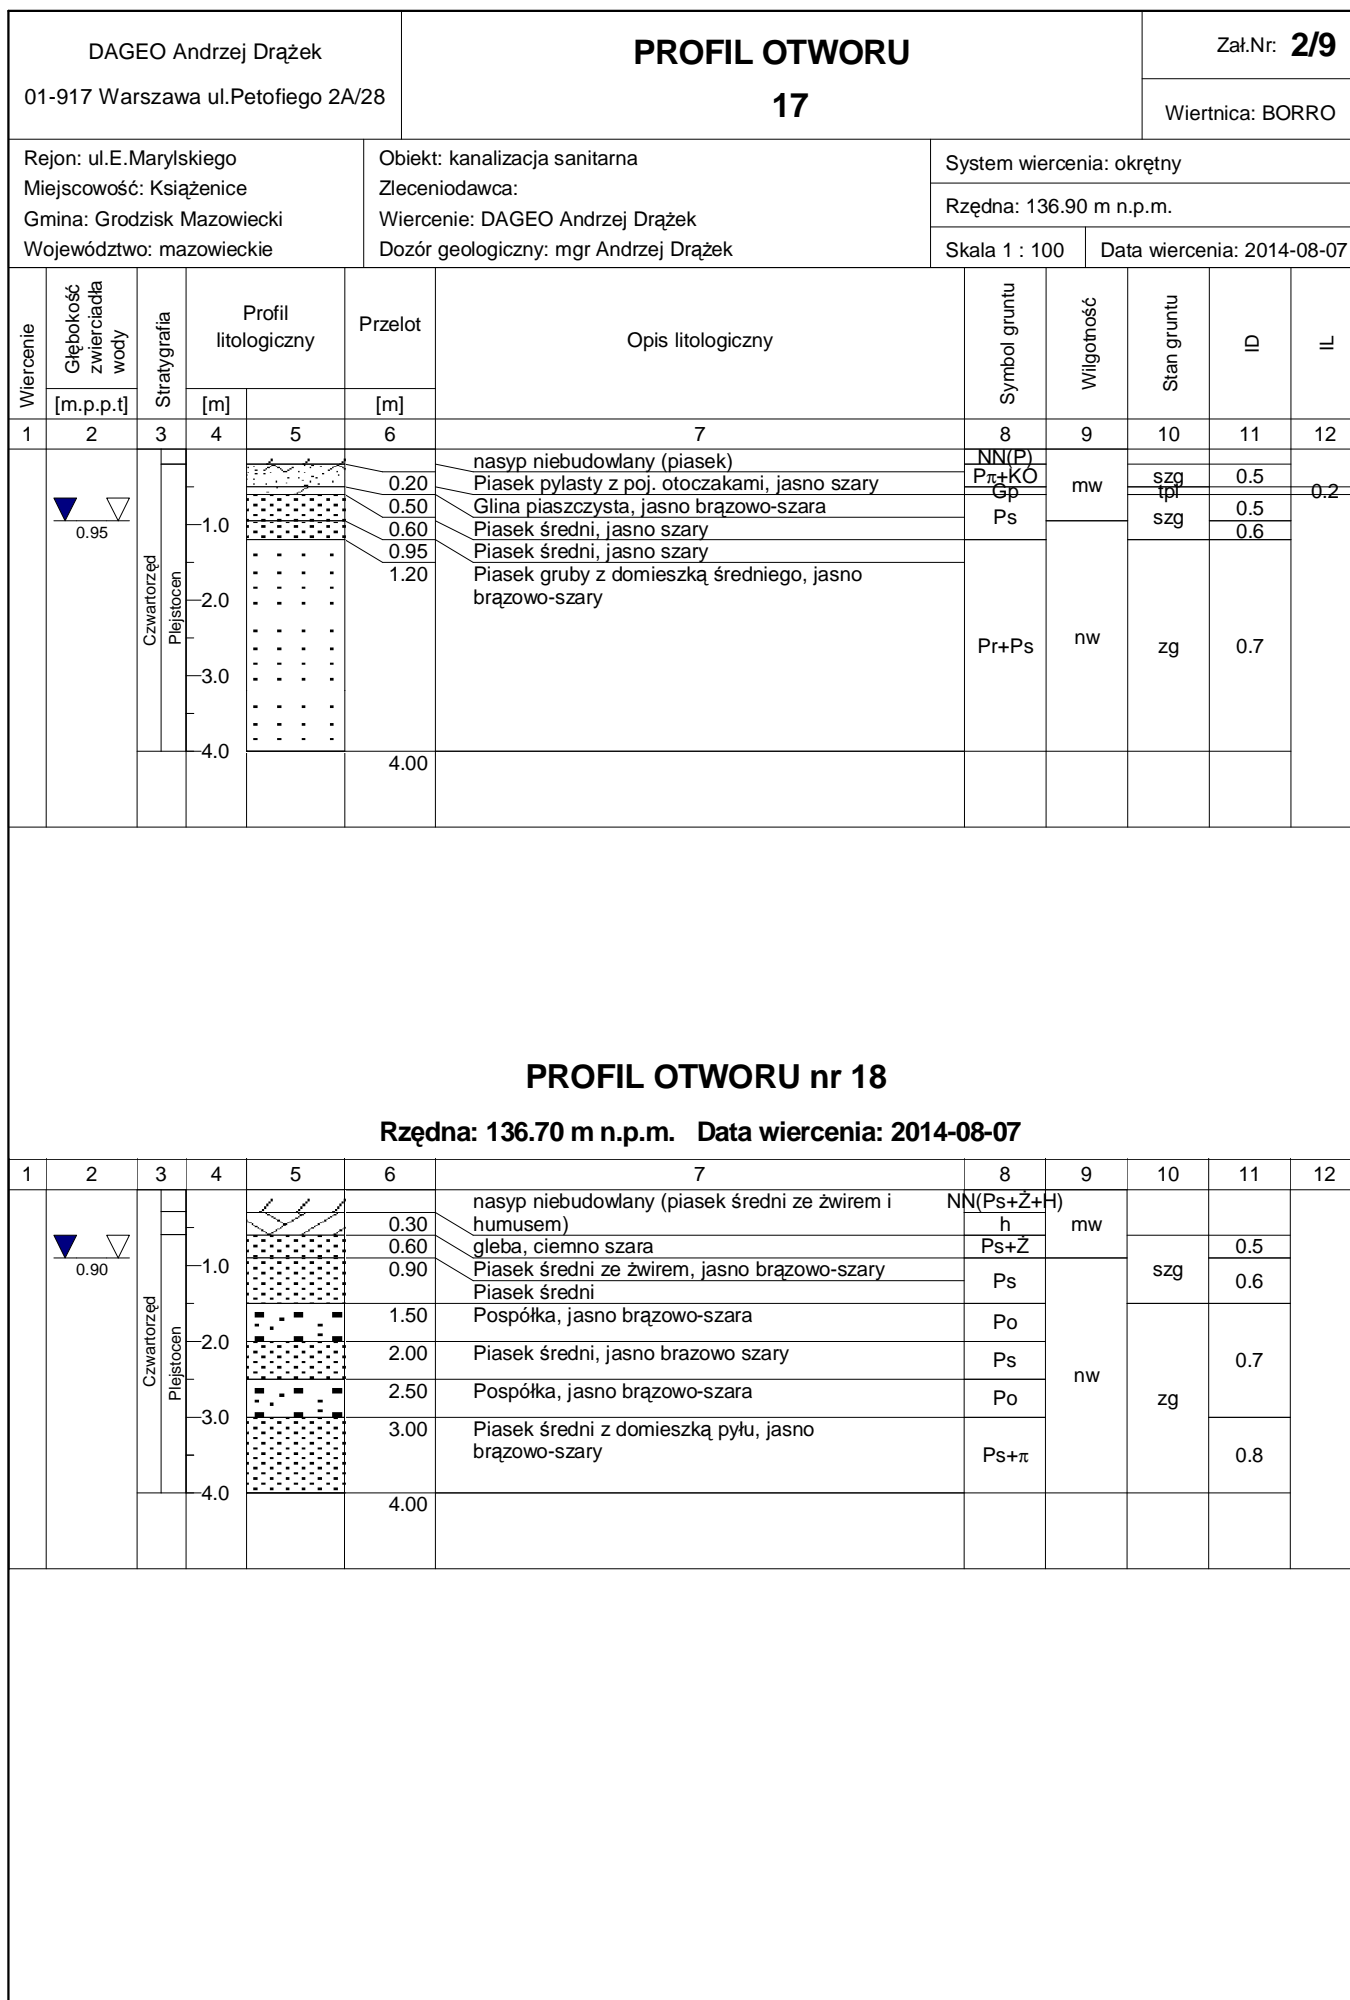 DAGEO Andrzej Drążek
01-917 Warszawa ul.Petofiego 2A/28
PROFIL OTWORU
17
Zał.Nr: 2/9
Wiertnica: BORRO
Rejon: ul.E.Marylskiego
Miejscowość: Książenice
Gmina: Grodzisk Mazowiecki
Województwo: mazowieckie
Obiekt: kanalizacja sanitarna
Zleceniodawca:
Wiercenie: DAGEO Andrzej Drążek
Dozór geologiczny: mgr Andrzej Drążek
System wiercenia: okrętny
Rzędna: 136.90 m n.p.m.
Skala 1 : 100 Data wiercenia: 2014-08-07
Wiercenie
Głębokość zwierciadła wody
[m.p.p.t]
Stratygrafia
Profil litologiczny
[m]
Przelot
[m]
Opis litologiczny
Symbol gruntu
Wilgotność
Stan gruntu
ID
IL
1 2 3 4 5 6 7 8 9 10 11 12
nasyp niebudowlany (piasek) NN(P)
0.20 Piasek pylasty z poj. otoczakami, jasno szary Pπ+KO mw szg 0.5
0.50 Glina piaszczysta, jasno brązowo-szara Gp tpl 0.2
0.60 Piasek średni, jasno szary Ps szg 0.5
0.95 Piasek średni, jasno szary 0.6
1.20 Piasek gruby z domieszką średniego, jasno
brązowo-szary
Pr+Ps nw zg 0.7
0.95
Czwartorzęd
Plejstocen
1.0
2.0
3.0
4.0
4.00
PROFIL OTWORU nr 18
Rzędna: 136.70 m n.p.m. Data wiercenia: 2014-08-07
1 2 3 4 5 6 7 8 9 10 11 12
nasyp niebudowlany (piasek średni ze żwirem i NN(Ps+Ż+H)
0.30 humusem) h mw
0.60 gleba, ciemno szara Ps+Ż 0.5
0.90 Piasek średni ze żwirem, jasno brązowo-szary
Piasek średni Ps szg 0.6
1.50 Pospółka, jasno brązowo-szara Po
2.00 Piasek średni, jasno brazowo szary Ps 0.7
nw
2.50 Pospółka, jasno brązowo-szara Po zg
3.00 Piasek średni z domieszką pyłu, jasno
brązowo-szary Ps+π 0.8
0.90
Czwartorzęd
Plejstocen
1.0
2.0
3.0
4.0
4.00